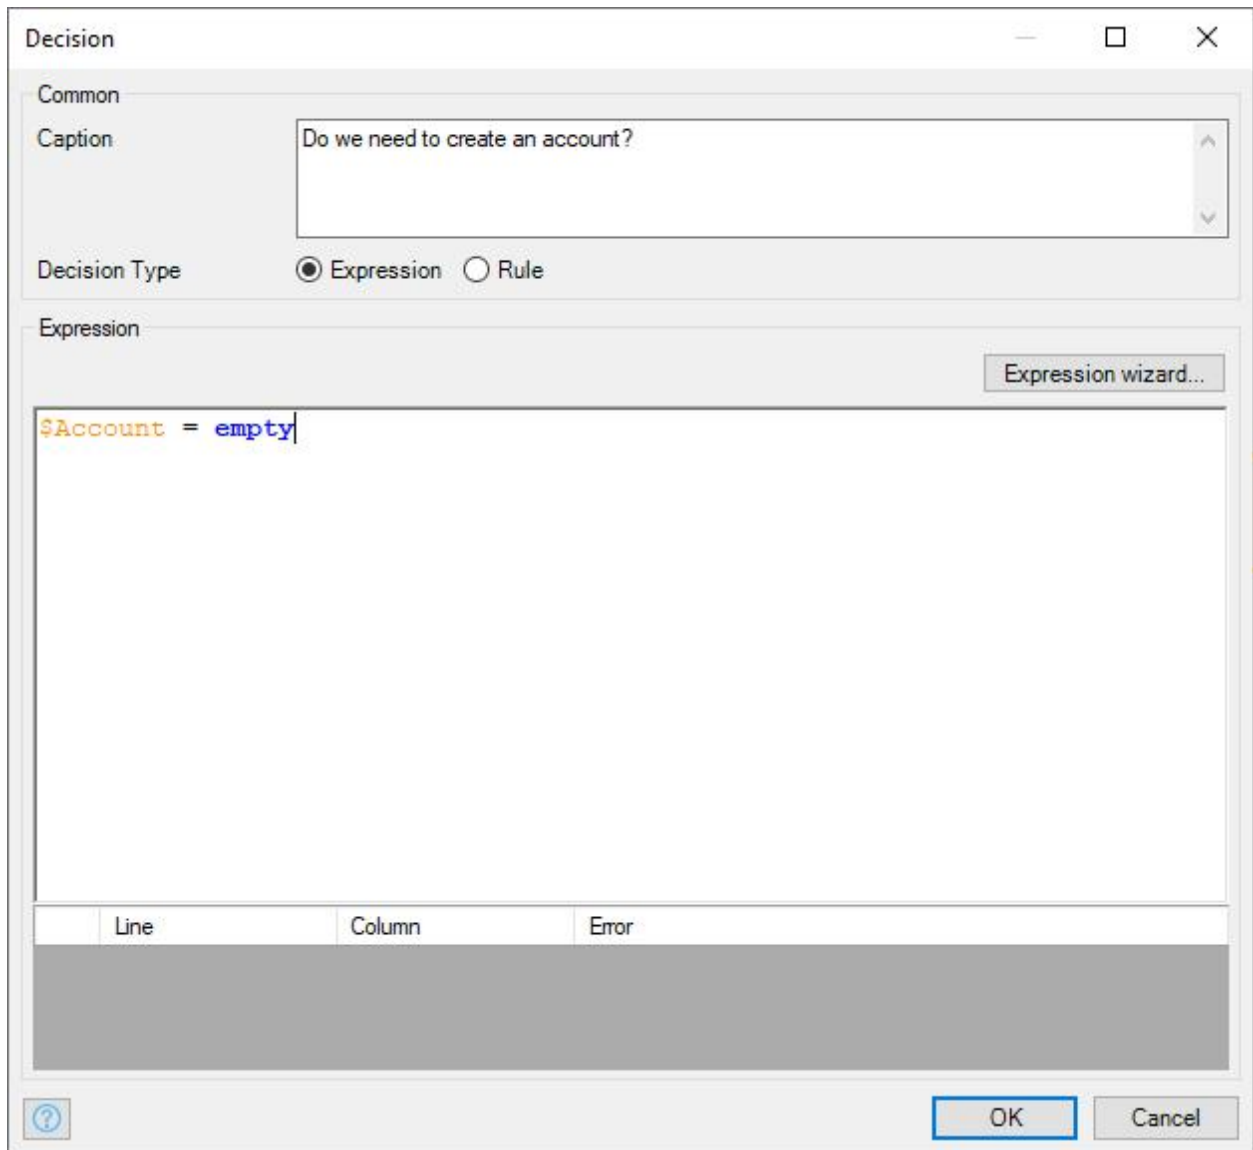 Decision
Common
Caption
Do we need to create an account?
Decision Type
Expression Rule
Expression
Expression wizard...
$Account = empty
Line Column Error
? OK Cancel